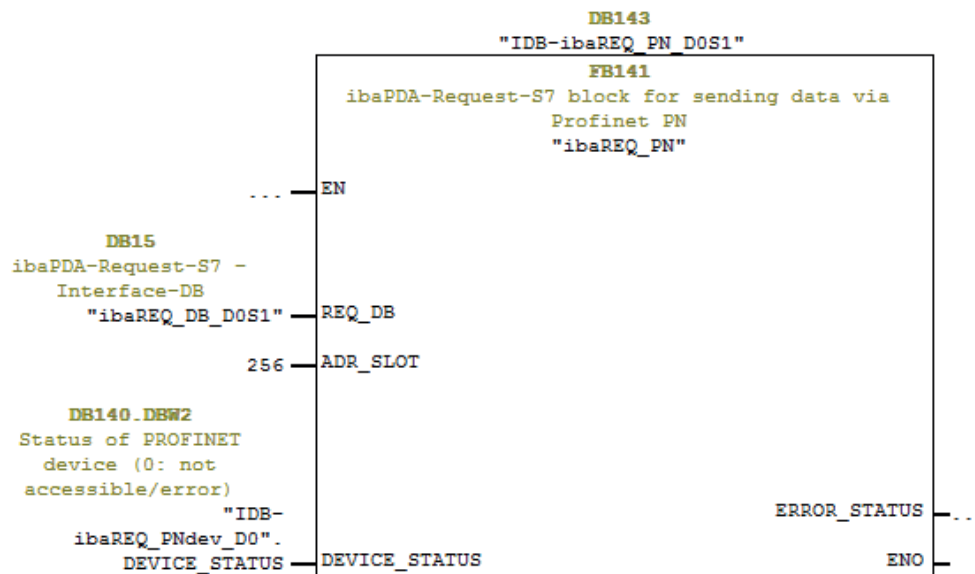 DB143
"IDB-ibaREQ_PN_D0S1"
FB141
ibaPDA-Request-S7 block for sending data via
Profinet PN
"ibaREQ_PN"
... EN
DB15
ibaPDA-Request-S7 -
Interface-DB
"ibaREQ_DB_D0S1" REQ_DB
256 ADR_SLOT
DB140.DBW2
Status of PROFINET
device (0: not
accessible/error)
"IDB-
ERROR_STATUS ..
ibaREQ_PNdev_D0".
DEVICE_STATUS DEVICE_STATUS ENO